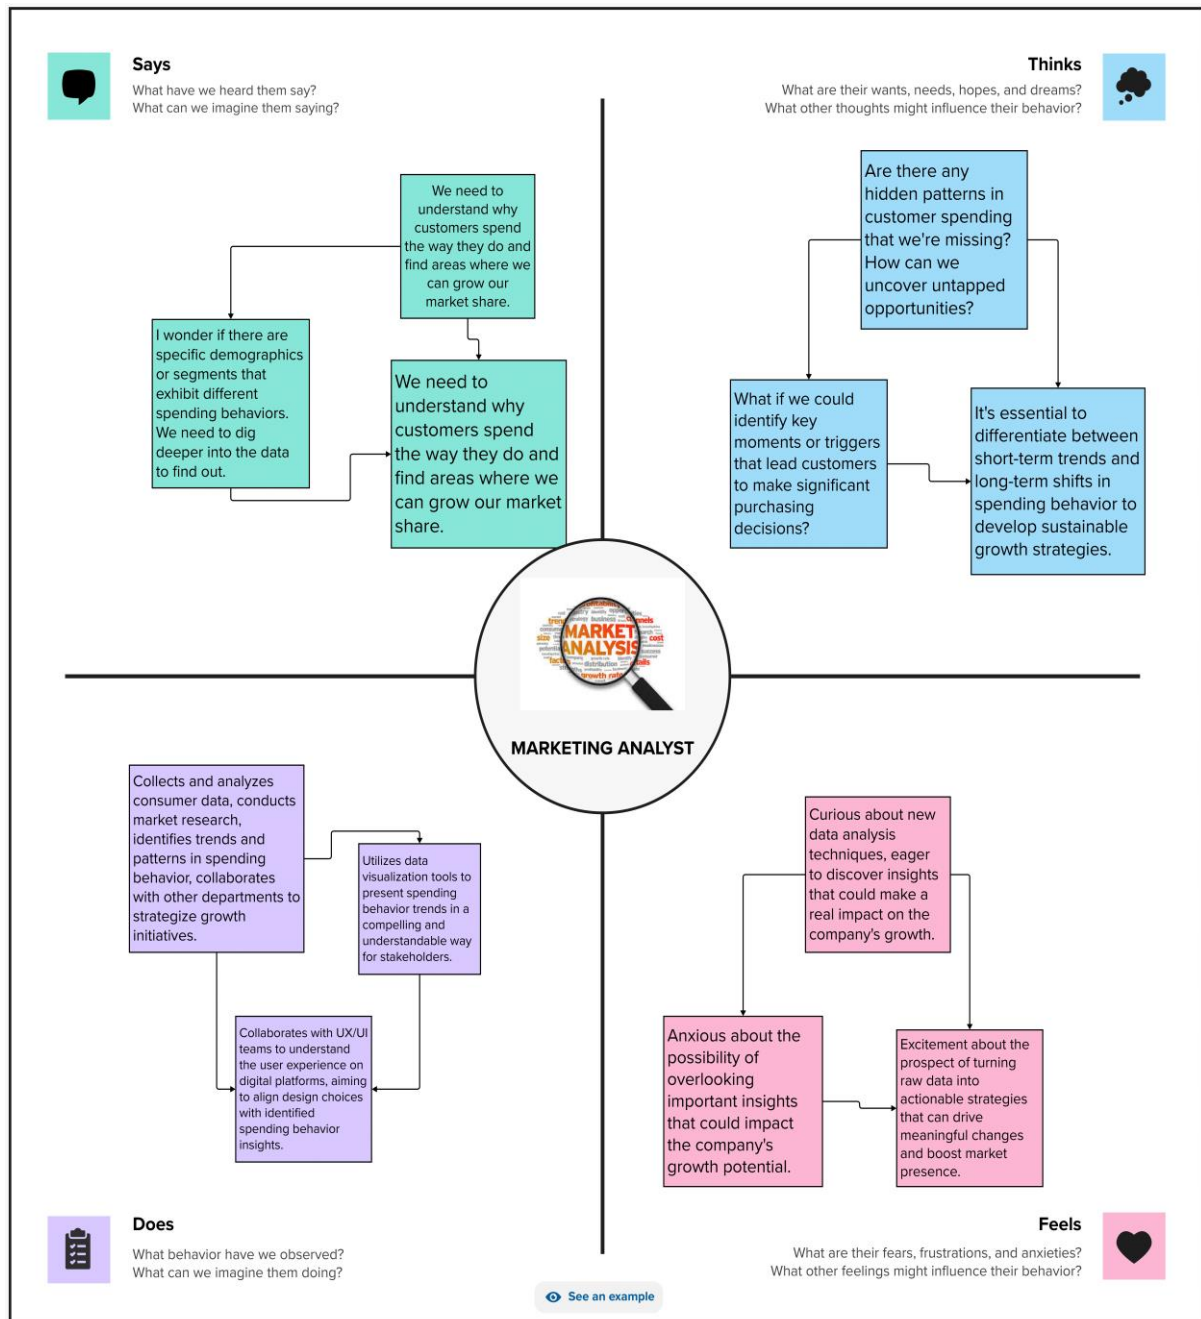 Says
What have we heard them say?
What can we imagine them saying?
Thinks
What are their wants, needs, hopes, and dreams?
What other thoughts might influence their behavior?
We need to
understand why
customers spend
the way they do and
find areas where we
can grow our
market share.
I wonder if there are
specific demographics
or segments that
exhibit different
spending behaviors.
We need to dig
deeper into the data
to find out.
We need to
understand why
customers spend
the way they do and
find areas where we
can grow our market
share.
Are there any
hidden patterns in
customer spending
that we're missing?
How can we
uncover untapped
opportunities?
What if we could
identify key
moments or triggers
that lead customers
to make significant
purchasing
decisions?
It's essential to
differentiate between
short-term trends and
long-term shifts in
spending behavior to
develop sustainable
growth strategies.
MARKET
ANALYSIS
size
cost
business
distribution
growth rate
MARKETING ANALYST
Collects and analyzes
consumer data, conducts
market research,
identifies trends and
patterns in spending
behavior, collaborates
with other departments to
strategize growth
initiatives.
Utilizes data
visualization tools to
present spending
behavior trends in a
compelling and
understandable way
for stakeholders.
Collaborates with UX/UI
teams to understand
the user experience on
digital platforms, aiming
to align design choices
with identified
spending behavior
insights.
Curious about new
data analysis
techniques, eager
to discover insights
that could make a
real impact on the
company's growth.
Anxious about the
possibility of
overlooking
important insights
that could impact
the company's
growth potential.
Excitement about the
prospect of turning
raw data into
actionable strategies
that can drive
meaningful changes
and boost market
presence.
Does
What behavior have we observed?
What can we imagine them doing?
Feels
What are their fears, frustrations, and anxieties?
What other feelings might influence their behavior?
See an example